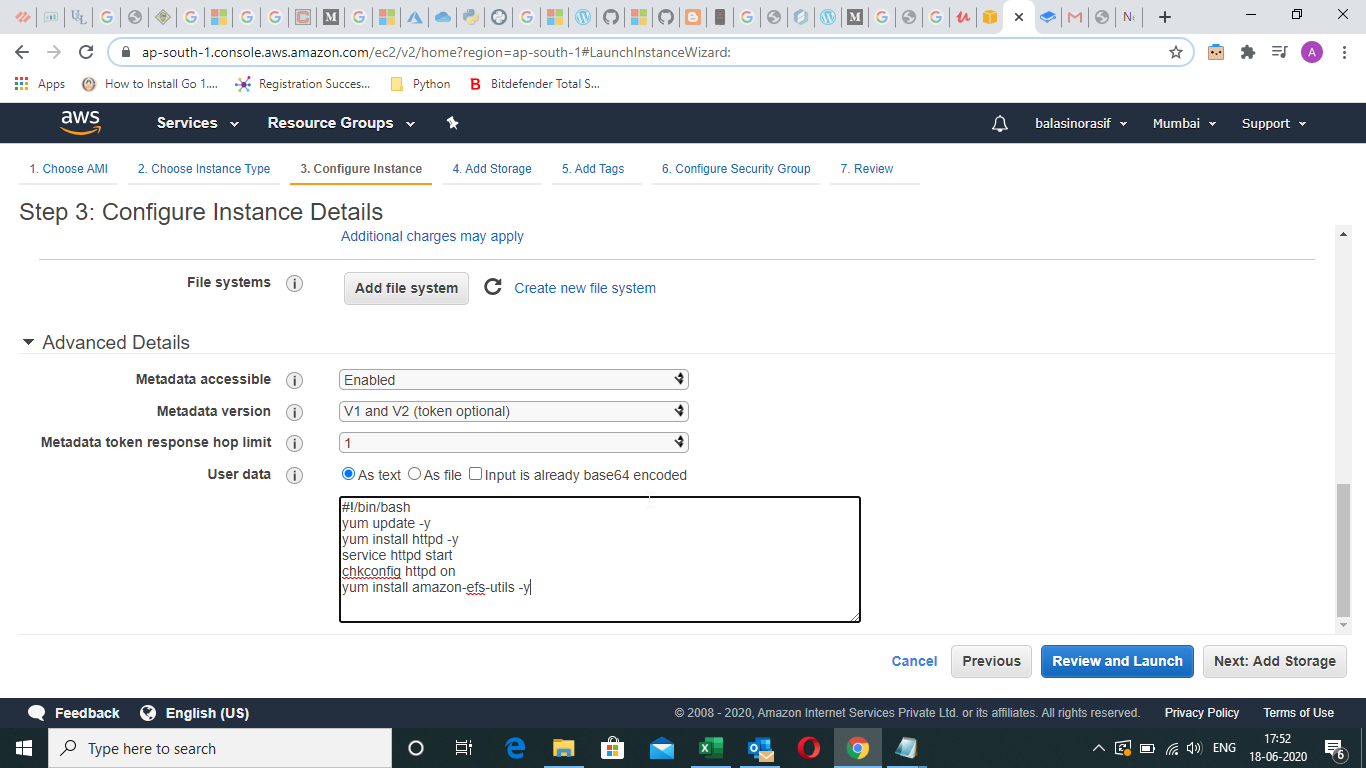 ap-south-1.console.aws.amazon.com/ec2/v2/home?region=ap-south-1#LaunchInstanceWizard:
A
Apps
How to Install Go 1....
Registration Succes...
Python
Bitdefender Total S...
aws
Services
Resource Groups
balasinorasif
Mumbai
Support
1. Choose AMI
2. Choose Instance Type
3. Configure Instance
4. Add Storage
5. Add Tags
6. Configure Security Group
7. Review
Step 3: Configure Instance Details
Additional charges may apply
File systems
Add file system
Create new file system
Advanced Details
Metadata accessible
Enabled
Metadata version
V1 and V2 (token optional)
Metadata token response hop limit
1
User data
As text
As file
Input is already base64 encoded
#!/bin/bash
yum update -y
yum install httpd -y
service httpd start
chkconfig httpd on
yum install amazon-efs-utils -y
Cancel
Previous
Review and Launch
Next: Add Storage
Feedback
English (US)
© 2008 - 2020, Amazon Internet Services Private Ltd. or its affiliates. All rights reserved.
Privacy Policy
Terms of Use
Type here to search
ENG
17:52
18-06-2020
6